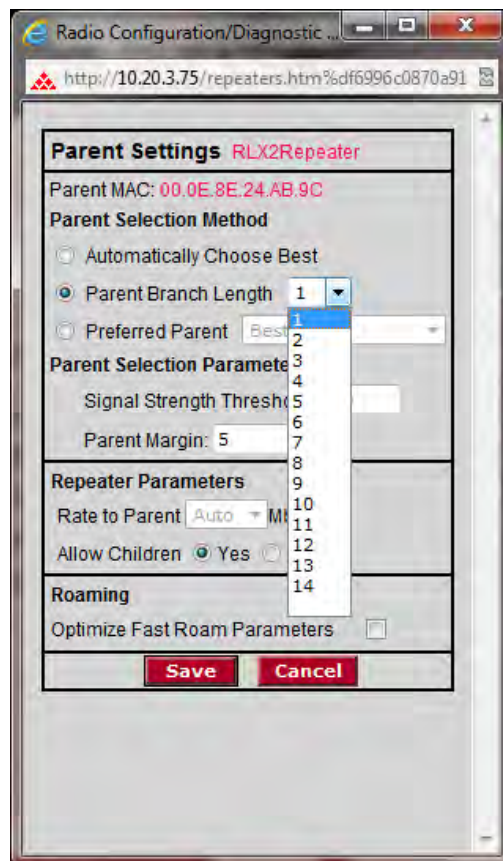 Radio Configuration/Diagnostic ...
http://10.20.3.75/repeaters.htm%df6996c0870a91
Parent Settings RLX2Repeater
Parent MAC: 00.0E.8E.24.AB.9C
Parent Selection Method
Automatically Choose Best
Parent Branch Length 1
1
2
3
4
5
6
7
8
9
10
11
12
13
14
Preferred Parent Best
Parent Selection Paramete
Signal Strength Thresho
Parent Margin: 5
Repeater Parameters
Rate to Parent Auto
Allow Children Yes
Roaming
Optimize Fast Roam Parameters
Save Cancel